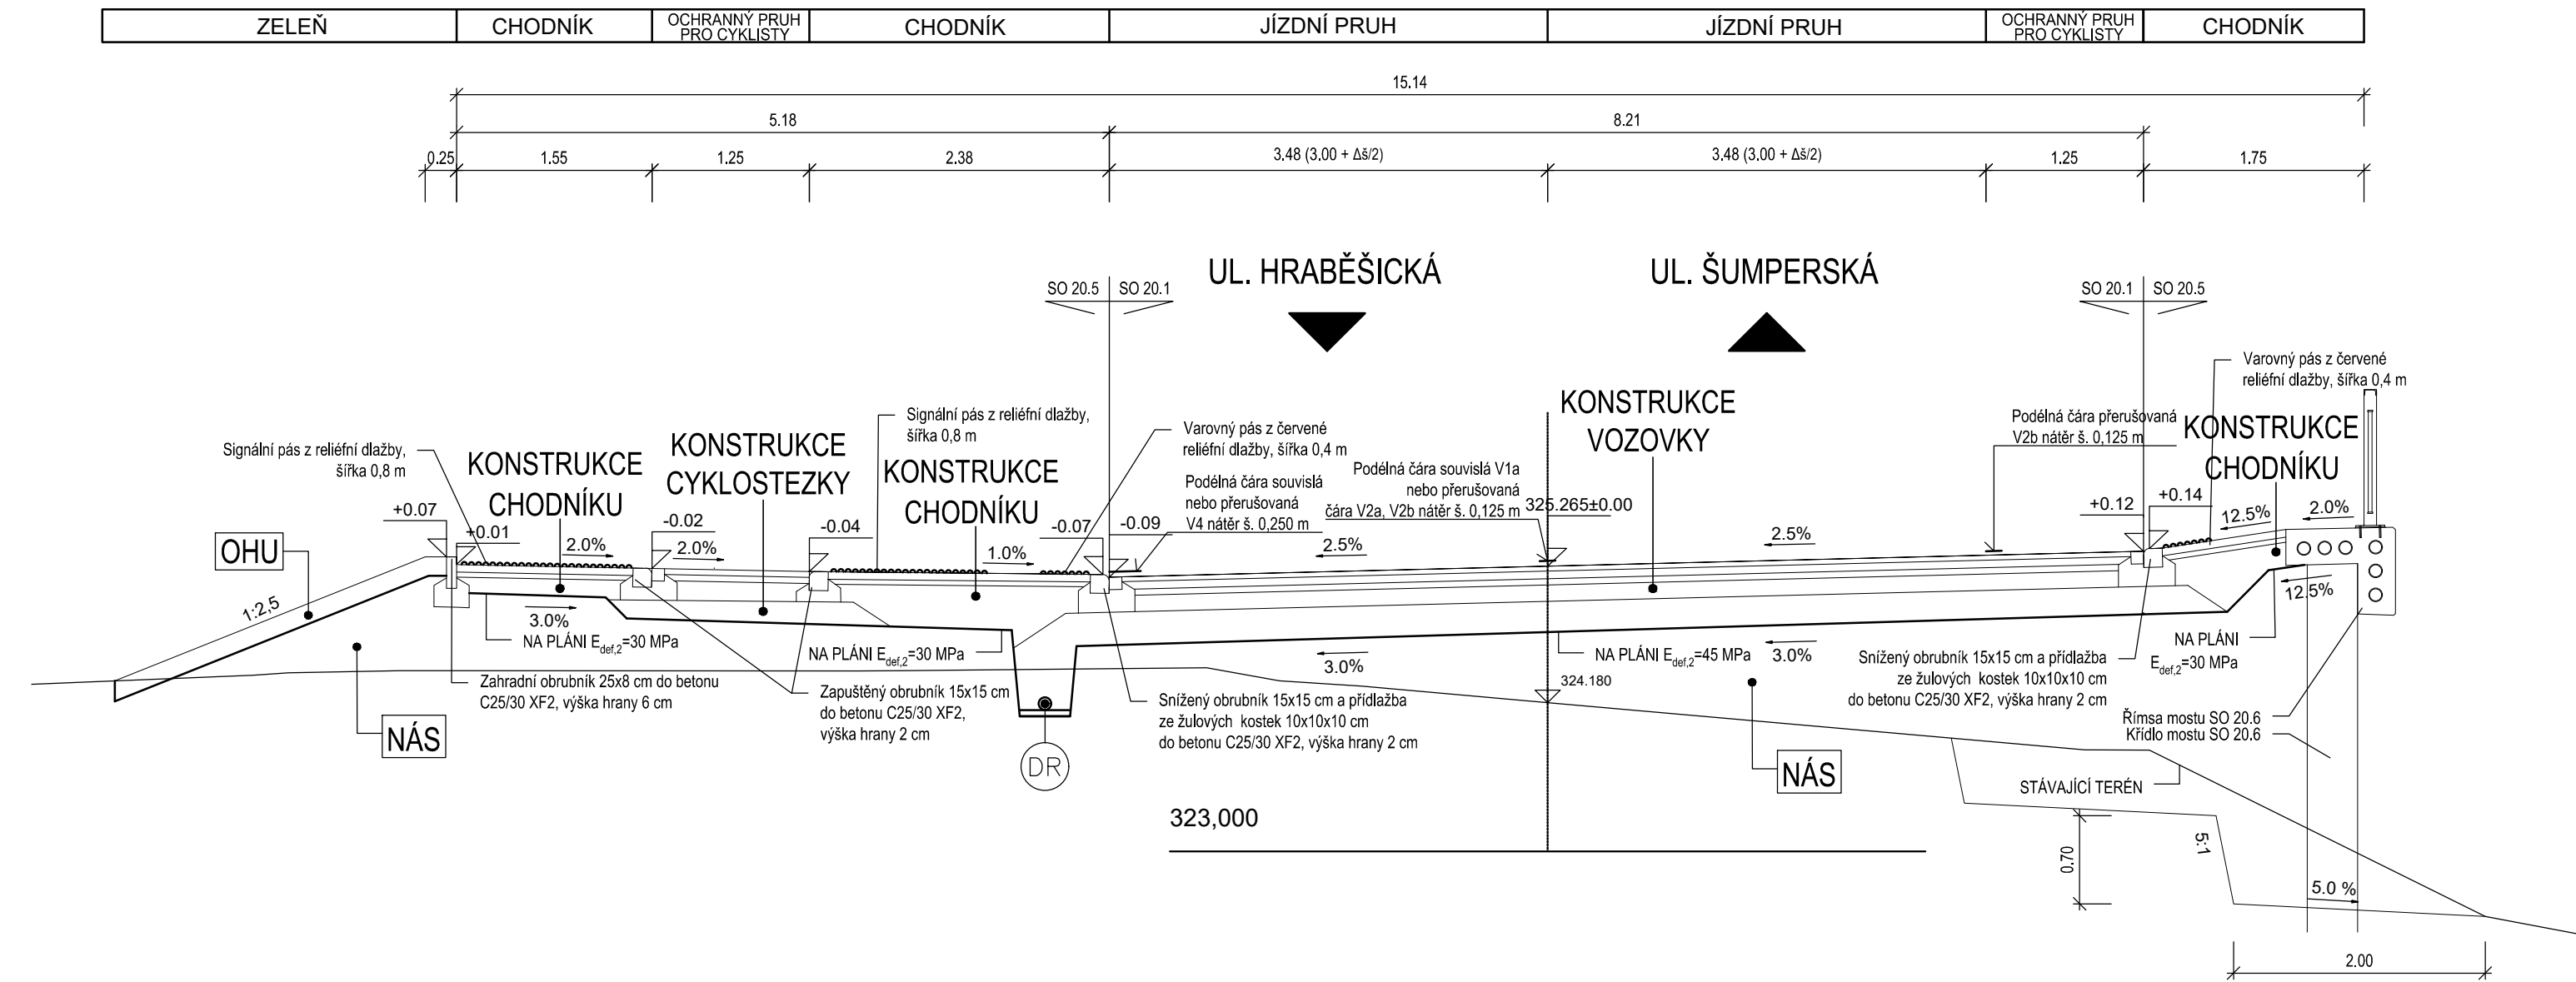 ZELEŇ
CHODNÍK
OCHRANNÝ PRUH
PRO CYKLISTY
CHODNÍK
JÍZDNÍ PRUH
JÍZDNÍ PRUH
OCHRANNÝ PRUH
PRO CYKLISTY
CHODNÍK
15.14
5.18
8.21
0.25
1.55
1.25
2.38
3.48 (3.00 + Δš/2)
3.48 (3.00 + Δš/2)
1.25
1.75
UL. HRABĚŠICKÁ
UL. ŠUMPERSKÁ
SO 20.5
SO 20.1
SO 20.1
SO 20.5
Varovný pás z červené
reliéfní dlažby, šířka 0,4 m
Signální pás z reliéfní dlažby,
šířka 0,8 m
KONSTRUKCE
CHODNÍKU
KONSTRUKCE
CYKLOSTEZKY
Signální pás z reliéfní dlažby,
šířka 0,8 m
KONSTRUKCE
CHODNÍKU
Varovný pás z červené
reliéfní dlažby, šířka 0,4 m
Podélná čára souvislá
nebo přerušovaná
V4 nátěr š. 0,250 m
Podélná čára souvislá V1a
nebo přerušovaná
čára V2a, V2b nátěr š. 0,125 m
KONSTRUKCE
VOZOVKY
325.265±0.00
Podélná čára přerušovaná
V2b nátěr š. 0,125 m
KONSTRUKCE
CHODNÍKU
+0.07
+0.01
-0.02
-0.04
-0.07
-0.09
+0.12
+0.14
OHU
2.0%
2.0%
1.0%
2.5%
2.5%
12.5%
2.0%
1:2,5
3.0%
NA PLÁNI Edef,2=30 MPa
NA PLÁNI Edef,2=30 MPa
3.0%
NA PLÁNI Edef,2=45 MPa
3.0%
12.5%
NA PLÁNI
Edef,2=30 MPa
324.180
Zahradní obrubník 25x8 cm do betonu
C25/30 XF2, výška hrany 6 cm
Zapuštěný obrubník 15x15 cm
do betonu C25/30 XF2,
výška hrany 2 cm
Snížený obrubník 15x15 cm a přídlažba
ze žulových kostek 10x10x10 cm
do betonu C25/30 XF2, výška hrany 2 cm
Snížený obrubník 15x15 cm a přídlažba
ze žulových kostek 10x10x10 cm
do betonu C25/30 XF2, výška hrany 2 cm
Římsa mostu SO 20.6
Křídlo mostu SO 20.6
NÁS
DR
NÁS
STÁVAJÍCÍ TERÉN
323,000
0.70
5:1
5.0 %
2.00